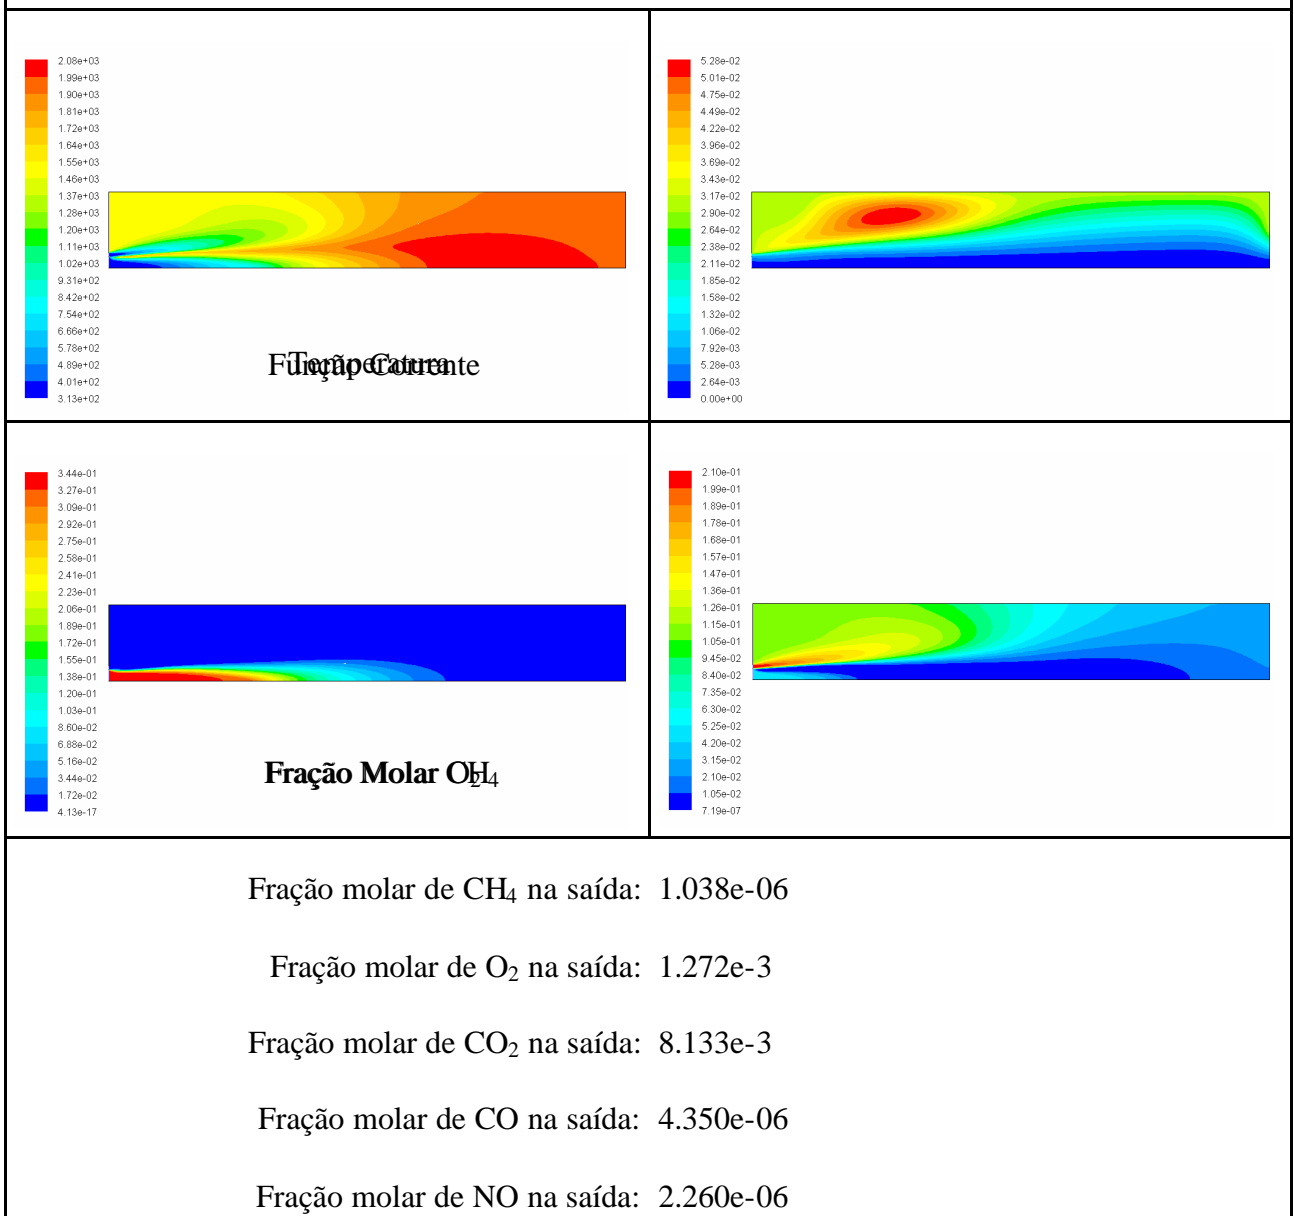 2.08e+03
1.99e+03
1.90e+03
1.81e+03
1.72e+03
1.64e+03
1.55e+03
1.46e+03
1.37e+03
1.28e+03
1.20e+03
1.11e+03
1.02e+03
9.31e+02
8.42e+02
7.54e+02
6.66e+02
5.78e+02
4.89e+02
4.01e+02
3.13e+02
Temperatura
Função Corrente
5.28e-02
5.01e-02
4.75e-02
4.49e-02
4.22e-02
3.96e-02
3.69e-02
3.43e-02
3.17e-02
2.90e-02
2.64e-02
2.38e-02
2.11e-02
1.85e-02
1.58e-02
1.32e-02
1.06e-02
7.92e-03
5.28e-03
2.64e-03
0.00e+00
3.44e-01
3.27e-01
3.09e-01
2.92e-01
2.75e-01
2.58e-01
2.41e-01
2.23e-01
2.06e-01
1.89e-01
1.72e-01
1.55e-01
1.38e-01
1.20e-01
1.03e-01
8.60e-02
6.88e-02
5.16e-02
3.44e-02
1.72e-02
4.13e-17
Fração Molar CH₄
Fração Molar O₂
2.10e-01
1.99e-01
1.89e-01
1.78e-01
1.68e-01
1.57e-01
1.47e-01
1.36e-01
1.26e-01
1.15e-01
1.05e-01
9.45e-02
8.40e-02
7.35e-02
6.30e-02
5.25e-02
4.20e-02
3.15e-02
2.10e-02
1.05e-02
7.19e-07
Fração molar de CH₄ na saída: 1.038e-06
Fração molar de O₂ na saída: 1.272e-3
Fração molar de CO₂ na saída: 8.133e-3
Fração molar de CO na saída: 4.350e-06
Fração molar de NO na saída: 2.260e-06